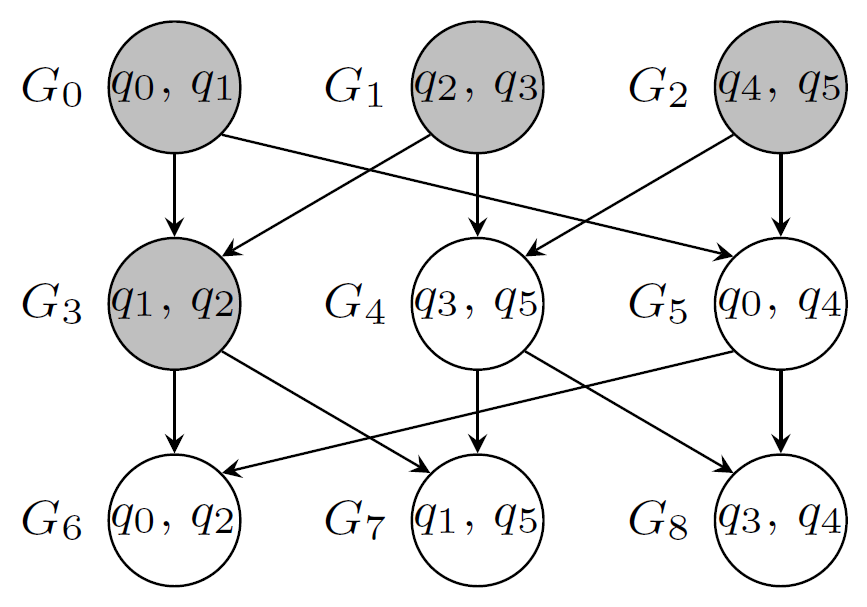 G₀ q₀, q₁ G₁ q₂, q₃ G₂ q₄, q₅
G₃ q₁, q₂ G₄ q₃, q₅ G₅ q₀, q₄
G₆ q₀, q₂ G₇ q₁, q₅ G₈ q₃, q₄